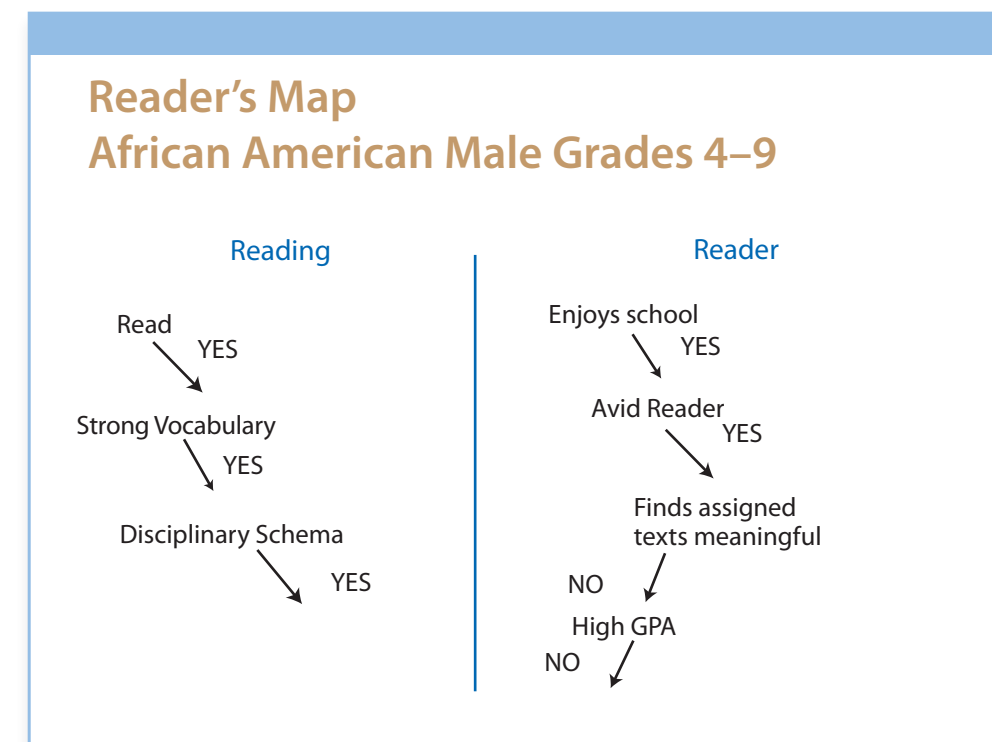 Reader’s Map
African American Male Grades 4–9
Reading
Read
YES
Strong Vocabulary
YES
Disciplinary Schema
YES
Reader
Enjoys school
YES
Avid Reader
YES
Finds assigned
texts meaningful
NO
High GPA
NO